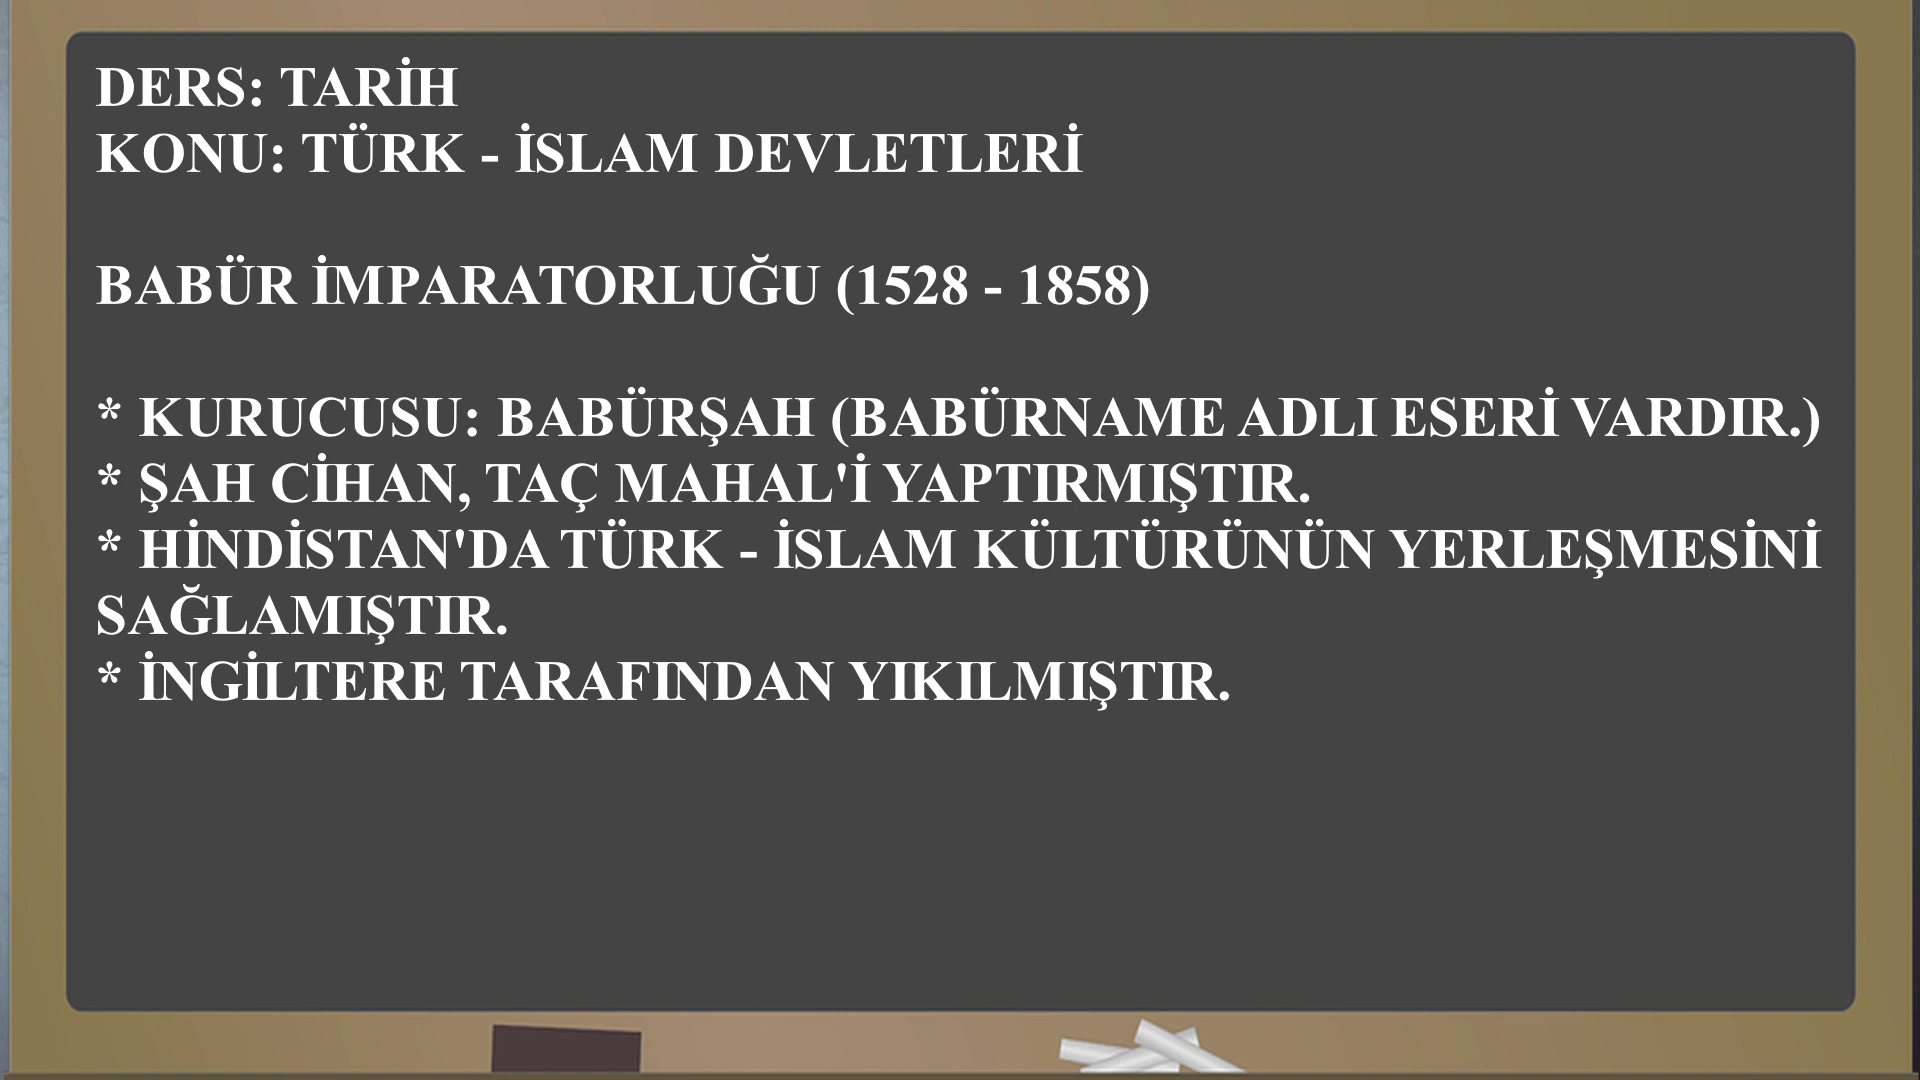 DERS: TARİH
KONU: TÜRK - İSLAM DEVLETLERİ
BABÜR İMPARATORLUĞU (1528 - 1858)
* KURUCUSU: BABÜRŞAH (BABÜRNAME ADLI ESERİ VARDIR.)
* ŞAH CİHAN, TAÇ MAHAL'İ YAPTIRMIŞTIR.
* HİNDİSTAN'DA TÜRK - İSLAM KÜLTÜRÜNÜN YERLEŞMESİNİ
SAĞLAMIŞTIR.
* İNGİLTERE TARAFINDAN YIKILMIŞTIR.